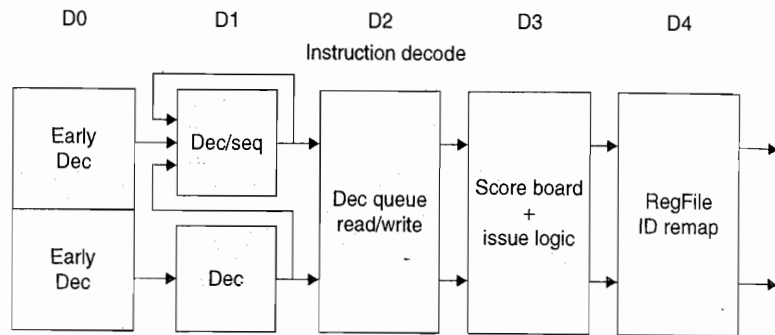 D0 D1 D2 D3 D4
Instruction decode
Early
Dec
Dec/seq
Early
Dec
Dec
Dec queue
read/write
Score board
+
issue logic
RegFile
ID remap